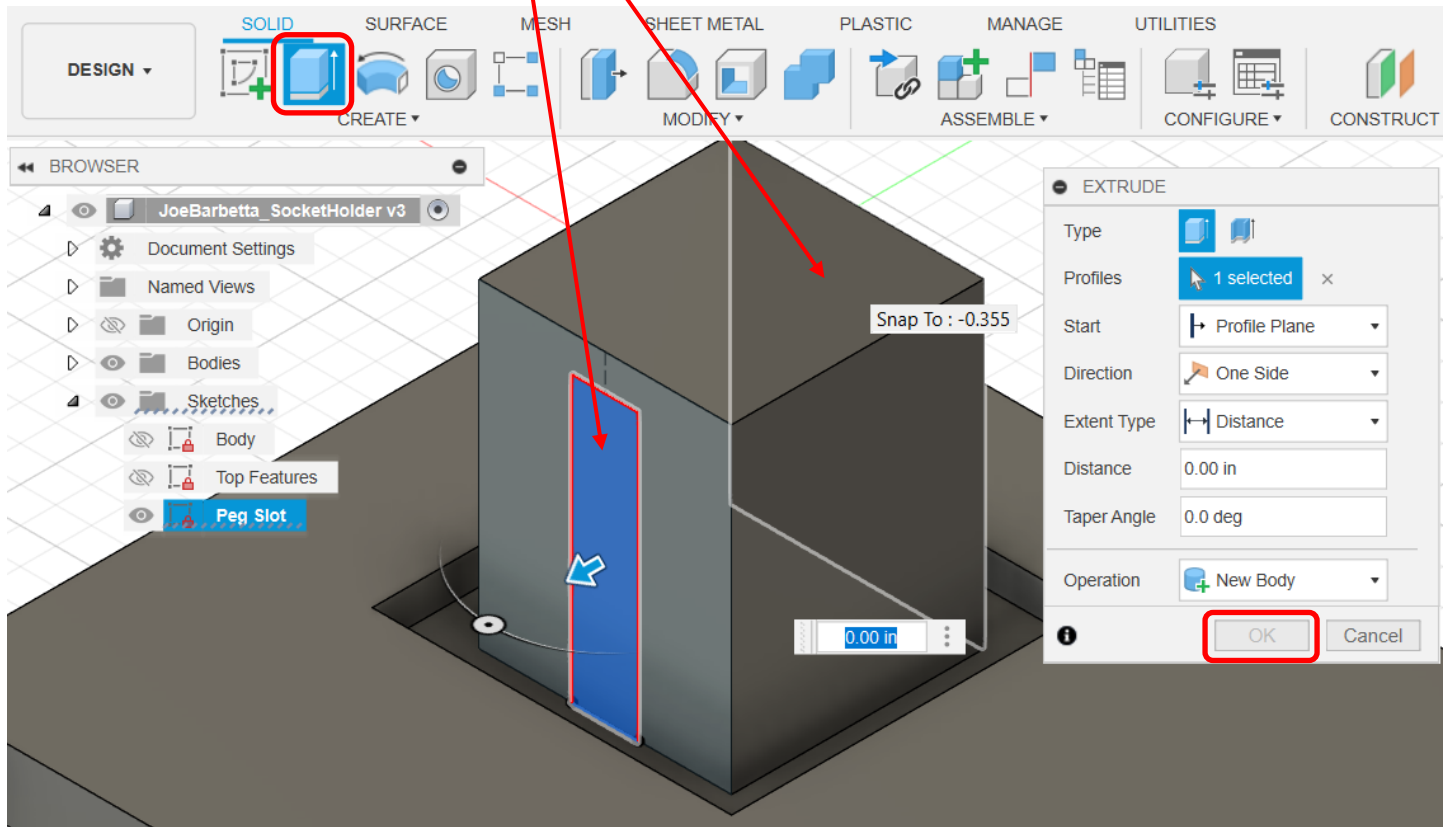 SOLID SURFACE MESH SHEET METAL PLASTIC MANAGE UTILITIES
DESIGN ▾
CREATE ▾ MODIFY ▾ ASSEMBLE ▾ CONFIGURE ▾ CONSTRUCT
BROWSER
JoeBarbetta_SocketHolder v3
Document Settings
Named Views
Origin
Bodies
Sketches
Body
Top Features
Peg Slot
Snap To : -0.355
0.00 in
EXTRUDE
Type
Profiles 1 selected ×
Start Profile Plane
Direction One Side
Extent Type Distance
Distance 0.00 in
Taper Angle 0.0 deg
Operation New Body
OK Cancel